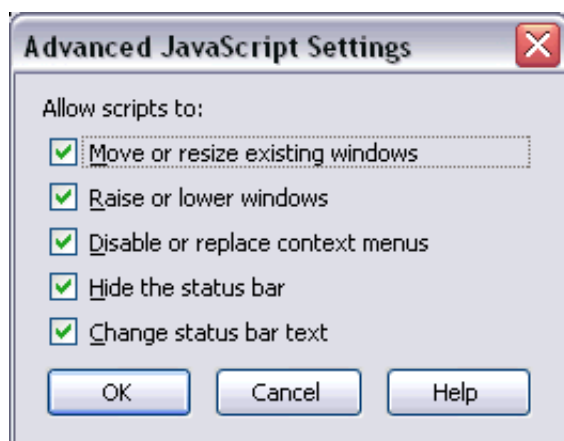 Advanced JavaScript Settings
Allow scripts to:
Move or resize existing windows
Raise or lower windows
Disable or replace context menus
Hide the status bar
Change status bar text
OK Cancel Help